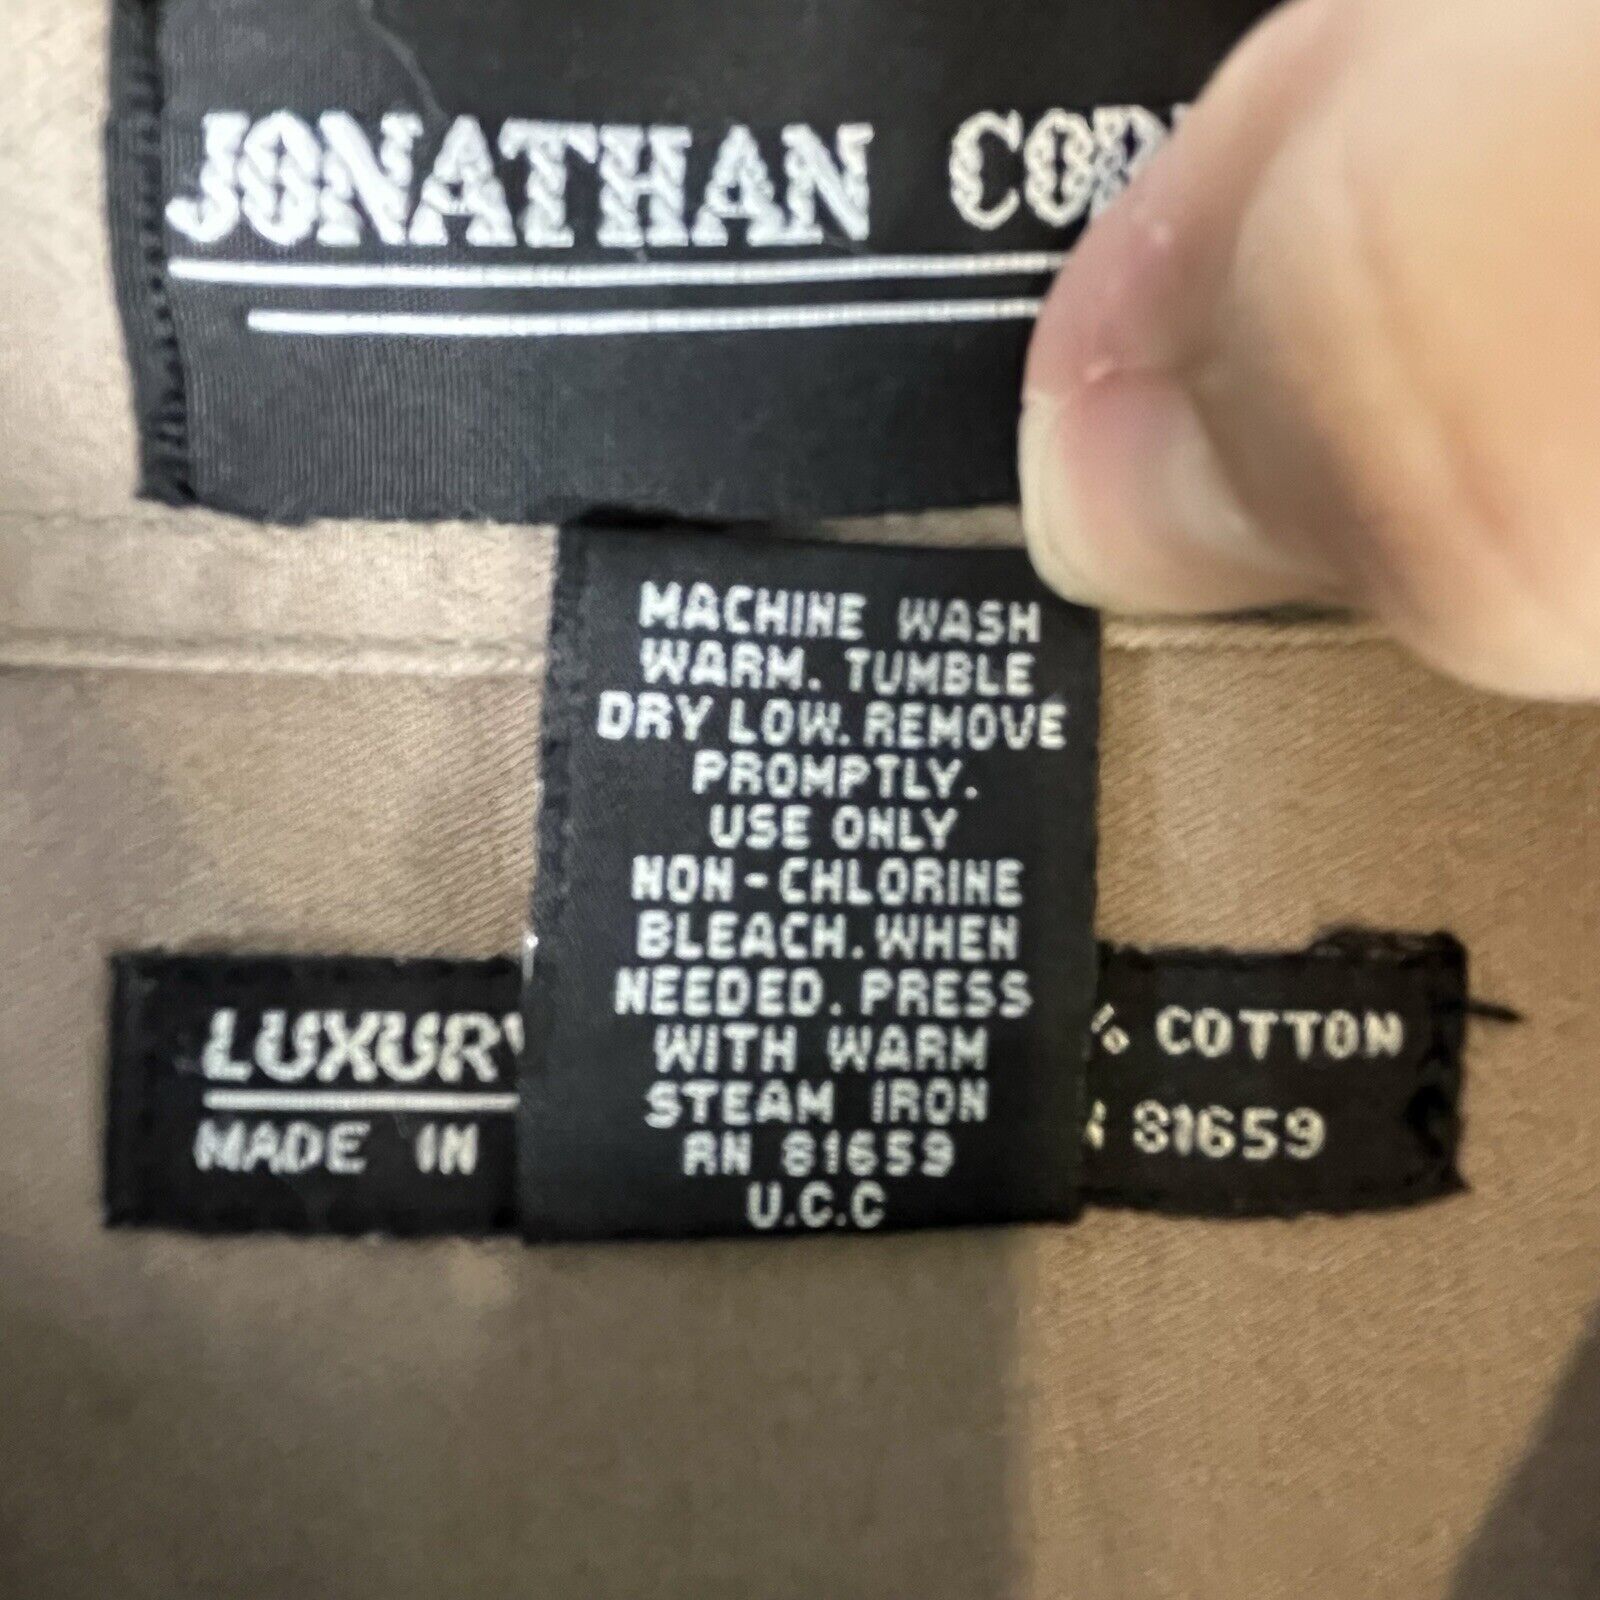 JONATHAN
MACHINE WASH
WARM. TUMBLE
DRY LOW. REMOVE
PROMPTLY.
USE ONLY
NON-CHLORINE
BLEACH. WHEN
NEEDED. PRESS
WITH WARM
STEAM IRON
RN 81659
U.C.C
LUXURY
MADE IN
% COTTON
81659